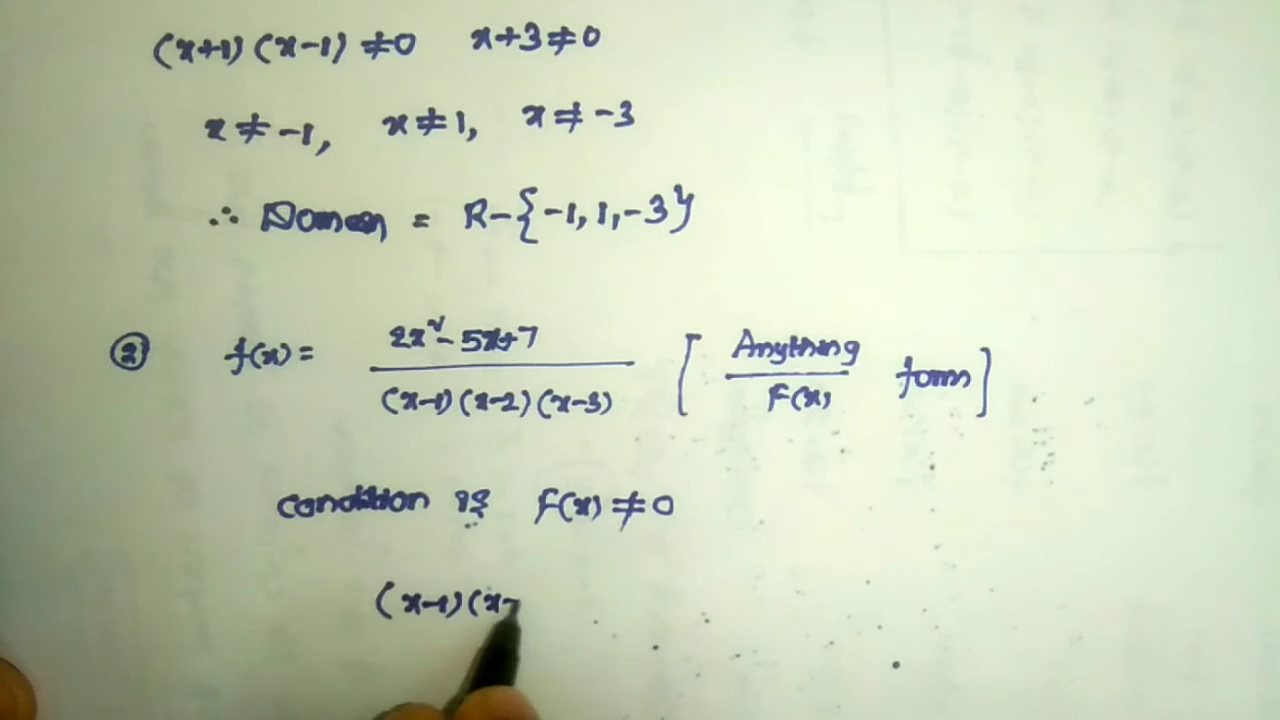 (x+1) (x-1) ≠0 x+3≠0
x ≠ -1, x ≠ 1, x ≠ -3
∴ Domain = R-{-1, 1, -3}
② f(x) = 2x²- 5x+7 / (x-1) (x-2) (x-3) [ Anything / F(x) form ]
condition is F(x) ≠ 0
(x-1) (x-